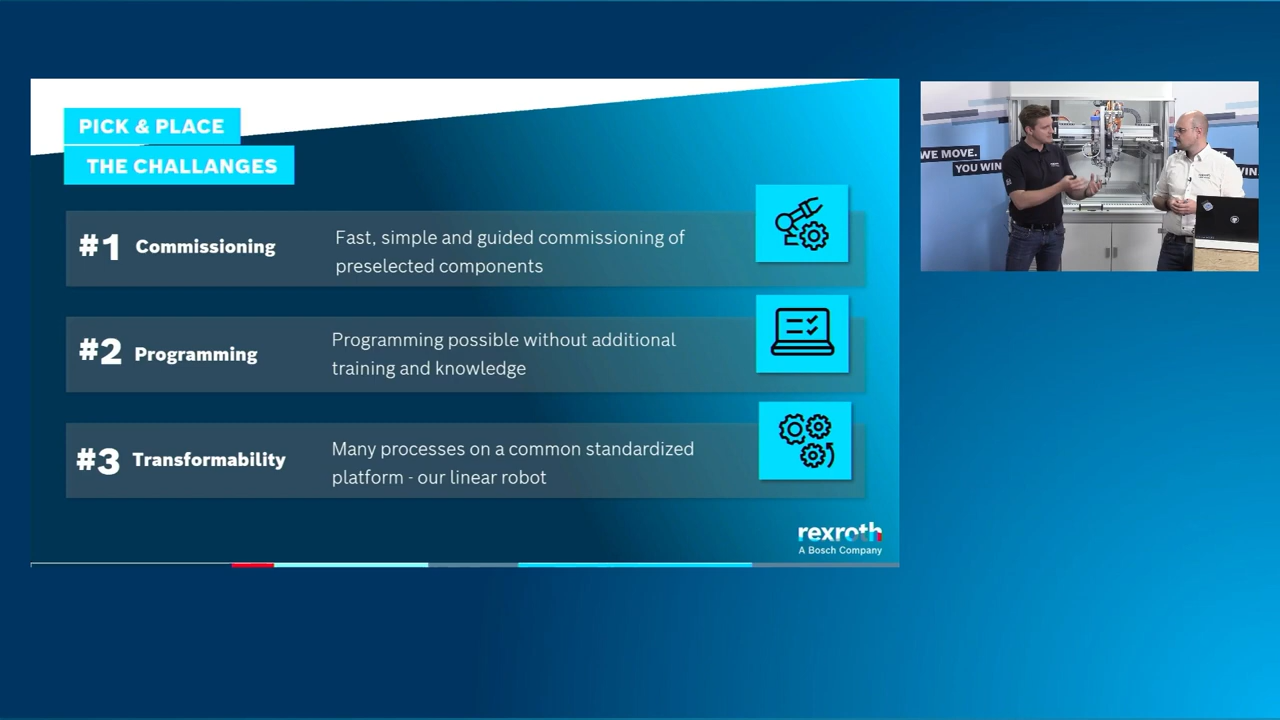 PICK & PLACE
THE CHALLANGES
#1 Commissioning
Fast, simple and guided commissioning of
preselected components
#2 Programming
Programming possible without additional
training and knowledge
#3 Transformability
Many processes on a common standardized
platform - our linear robot
rexroth
A Bosch Company
WE MOVE.
YOU WIN